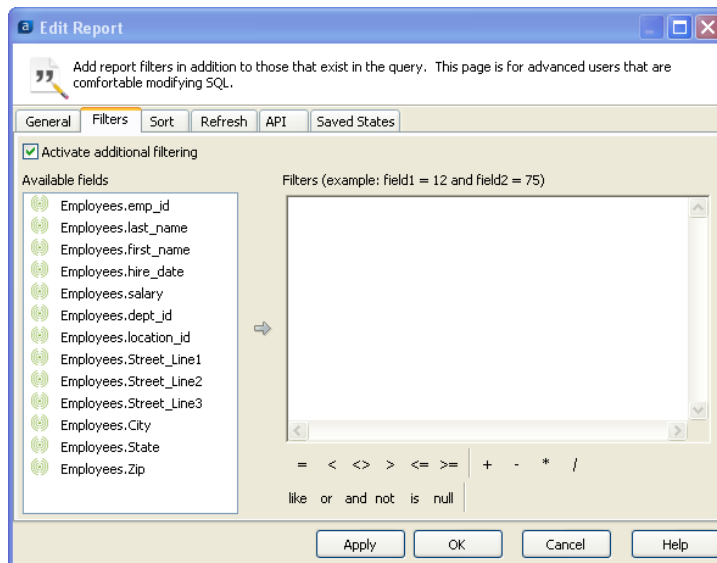 a Edit Report
Add report filters in addition to those that exist in the query. This page is for advanced users that are
comfortable modifying SQL.
General Filters Sort Refresh API Saved States
Activate additional filtering
Available fields
Employees.emp_id
Employees.last_name
Employees.first_name
Employees.hire_date
Employees.salary
Employees.dept_id
Employees.location_id
Employees.Street_Line1
Employees.Street_Line2
Employees.Street_Line3
Employees.City
Employees.State
Employees.Zip
Filters (example: field1 = 12 and field2 = 75)
= < <> > <= >= + - * /
like or and not is null
Apply OK Cancel Help